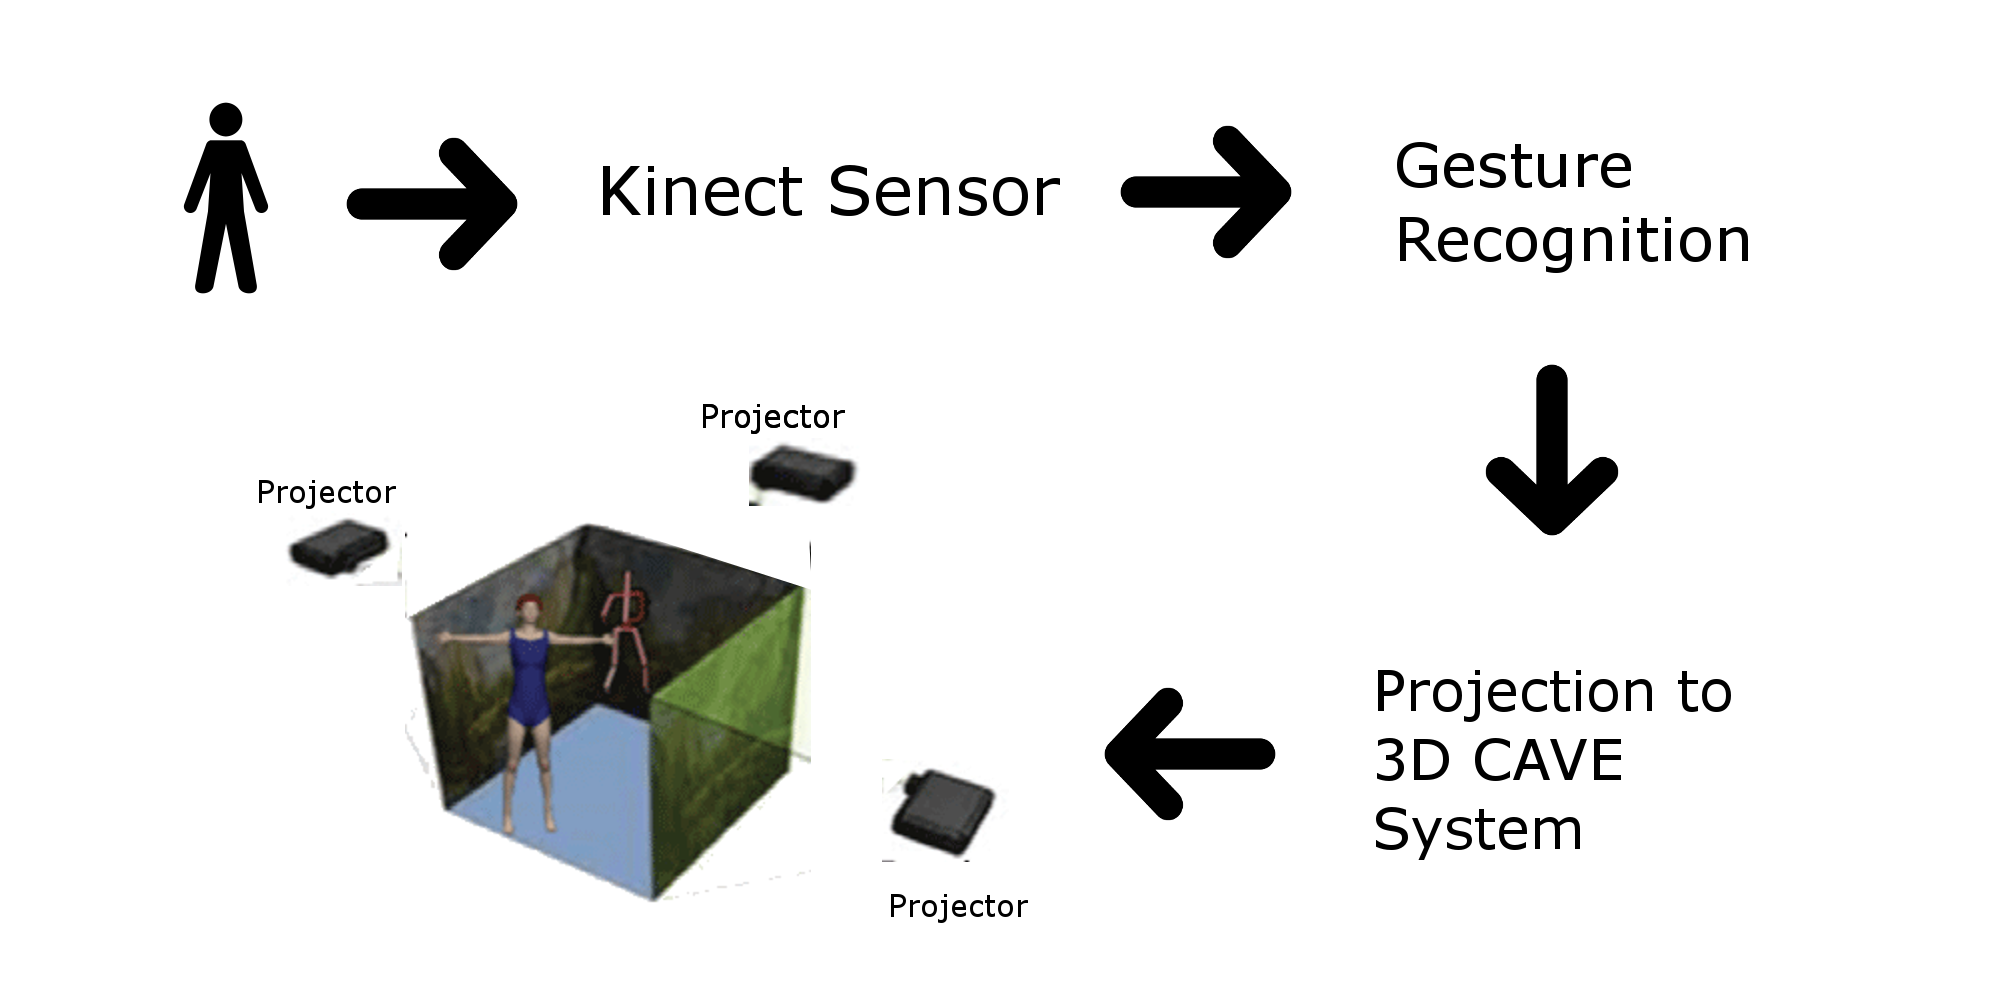 Kinect Sensor
Gesture
Recognition
Projector
Projector
Projection to
3D CAVE
System
Projector